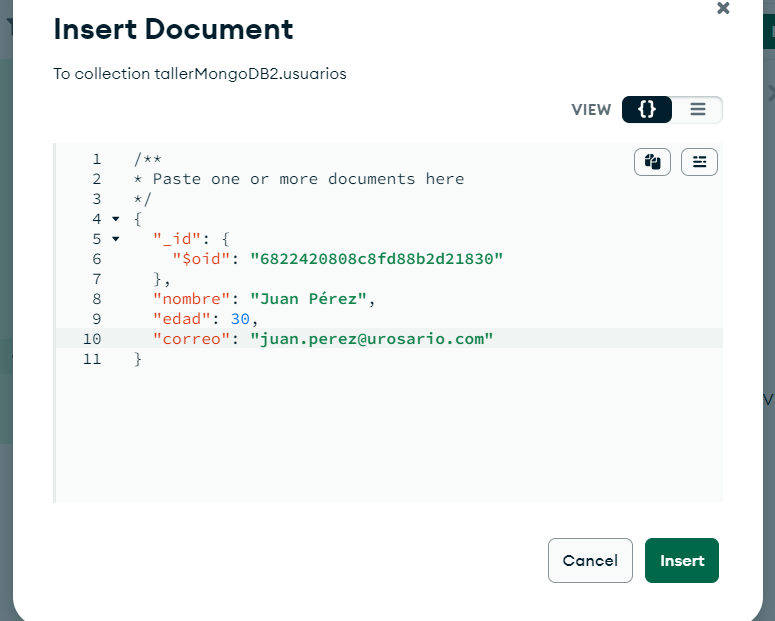 Insert Document
To collection tallerMongoDB2.usuarios
VIEW {}
1 /**
2 * Paste one or more documents here
3 */
4 {
5 "_id": {
6 "$oid": "6822420808c8fd88b2d21830"
7 },
8 "nombre": "Juan Pérez",
9 "edad": 30,
10 "correo": "juan.perez@urosario.com"
11 }
Cancel Insert